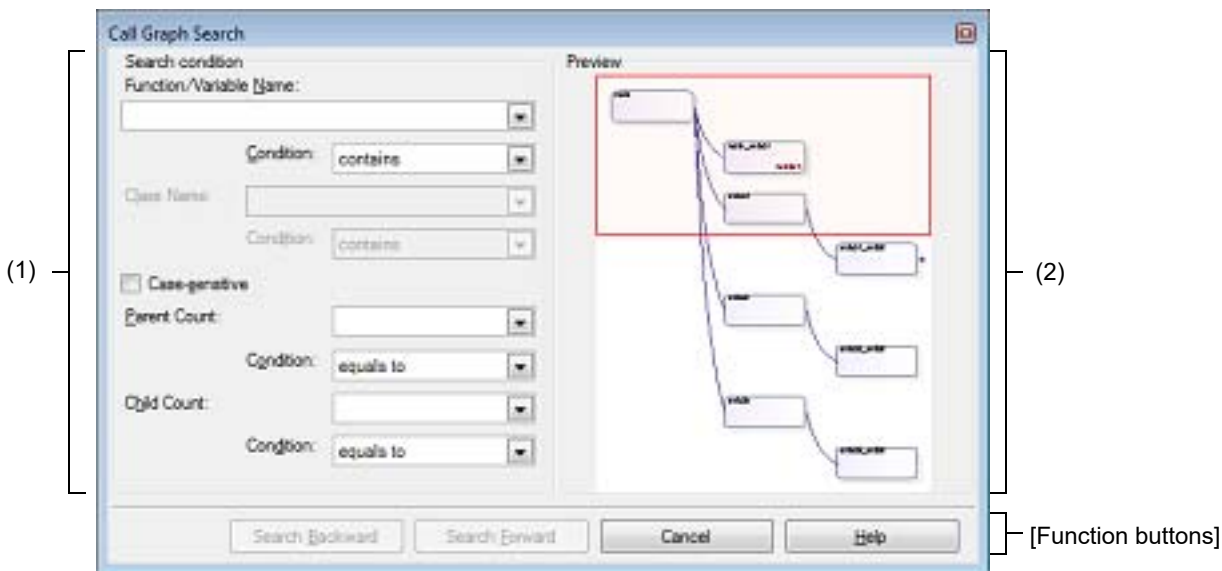 Call Graph Search
Search condition
Function/Variable Name:
Condition:
contains
Class Name:
Condition:
contains
Case-sensitive
Parent Count:
Condition:
equals to
Child Count:
Condition:
equals to
Preview
(1)
(2)
Search Backward
Search Forward
Cancel
Help
[Function buttons]